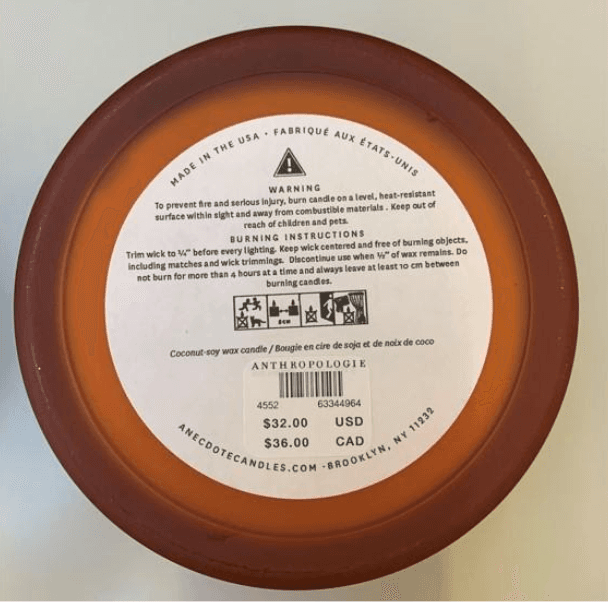 MADE IN THE USA • FABRIQUÉ AUX ÉTATS-UNIS
WARNING
To prevent fire and serious injury, burn candle on a level, heat-resistant
surface within sight and away from combustible materials . Keep out of
reach of children and pets.
BURNING INSTRUCTIONS
Trim wick to ¼" before every lighting. Keep wick centered and free of burning objects,
including matches and wick trimmings. Discontinue use when ½" of wax remains. Do
not burn for more than 4 hours at a time and always leave at least 10 cm between
burning candles.
Coconut-soy wax candle / Bougie en cire de soja et de noix de coco
ANTHROPOLOGIE
4552 63344964
$32.00 USD
$36.00 CAD
ANECDOTECANDLES.COM • BROOKLYN, NY 11232